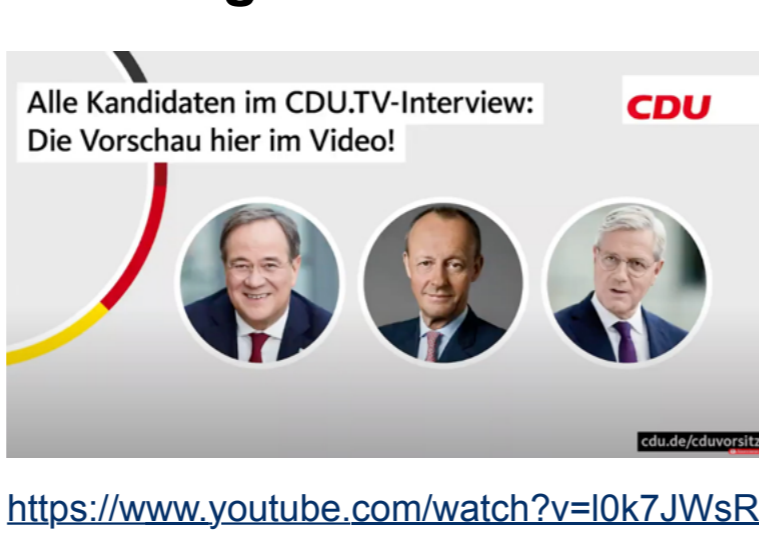 Alle Kandidaten im CDU.TV-Interview:
Die Vorschau hier im Video!
CDU
cdu.de/cduvorsitz
https://www.youtube.com/watch?v=l0k7JWsR